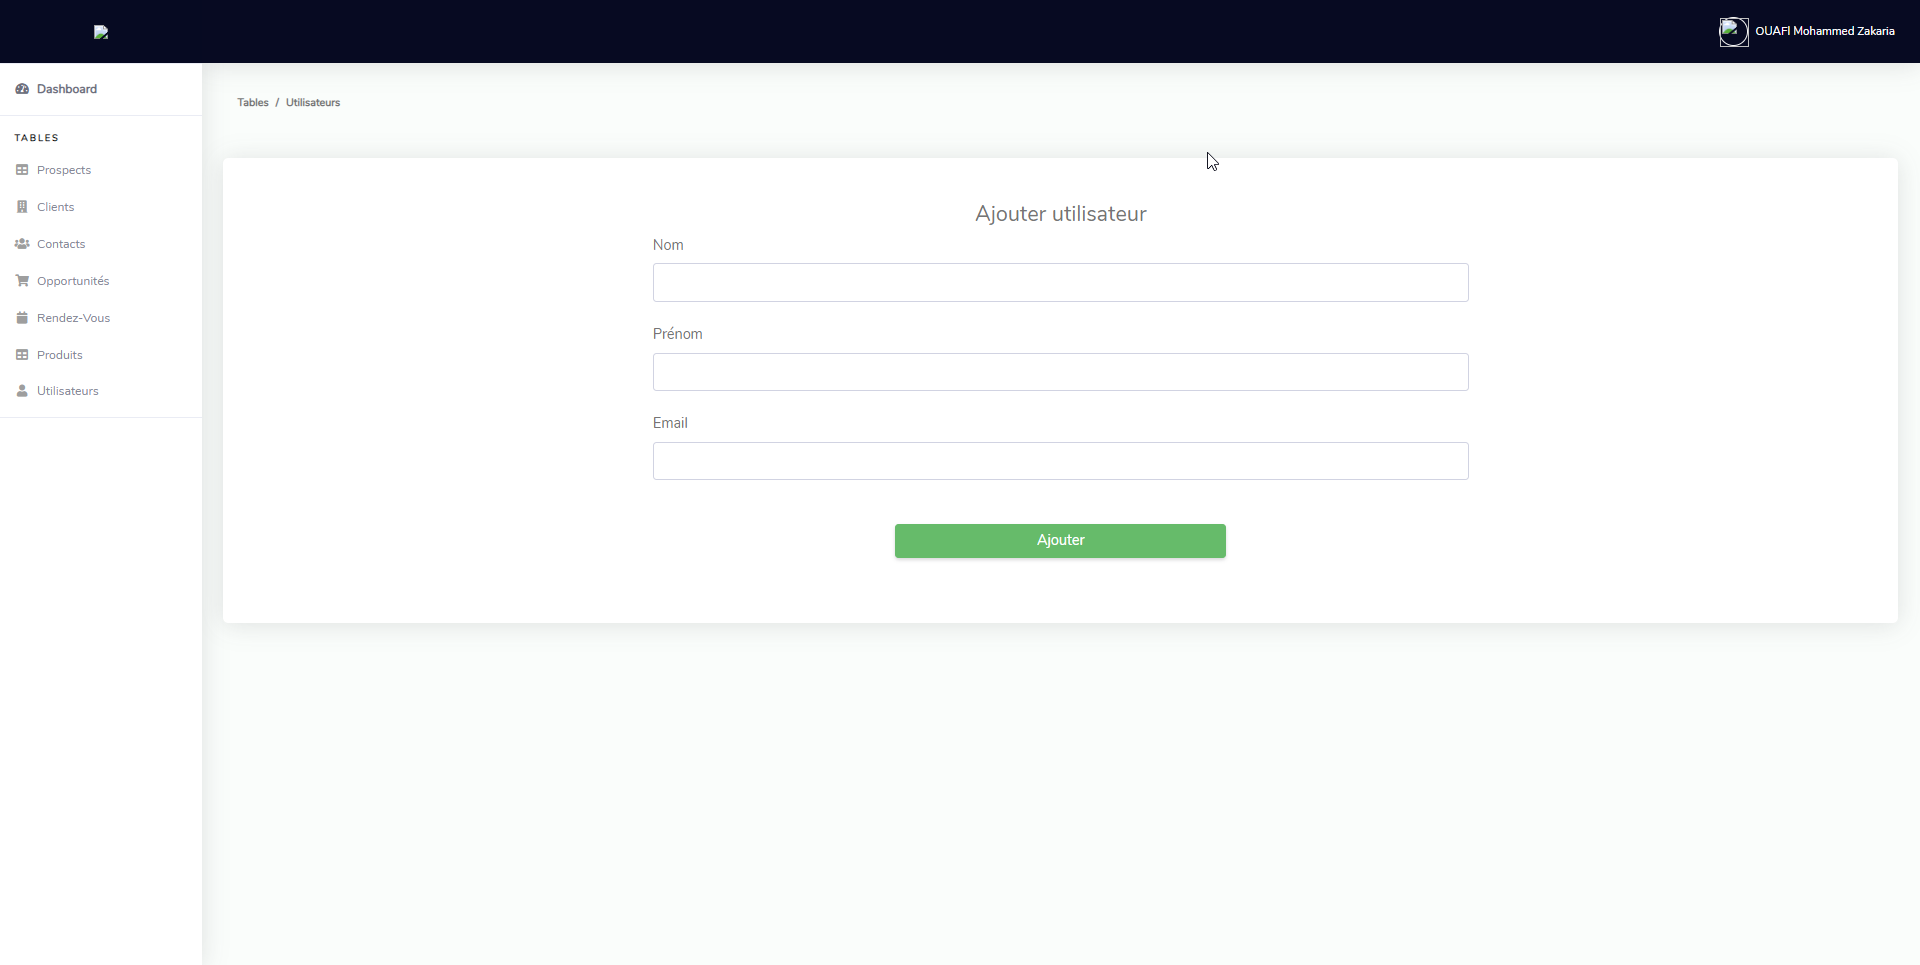 OUAFI Mohammed Zakaria
Dashboard
Tables / Utilisateurs
TABLES
Prospects
Clients
Contacts
Opportunités
Rendez-Vous
Produits
Utilisateurs
Ajouter utilisateur
Nom
Prénom
Email
Ajouter